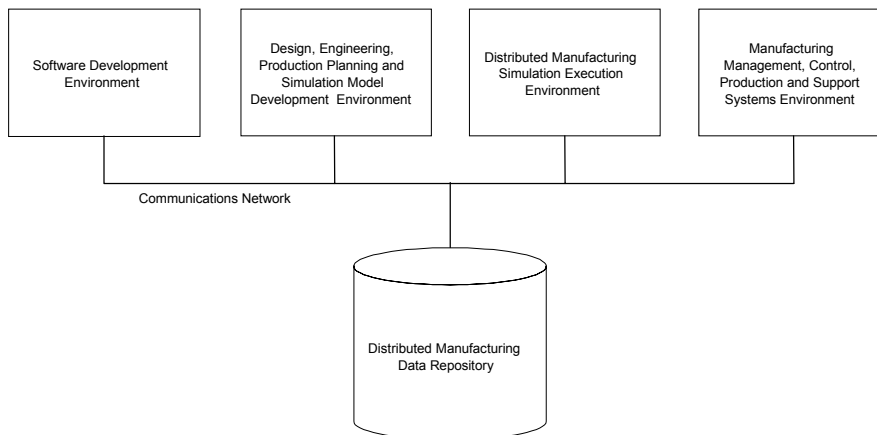 Software Development
Environment
Design, Engineering,
Production Planning and
Simulation Model
Development Environment
Distributed Manufacturing
Simulation Execution
Environment
Manufacturing
Management, Control,
Production and Support
Systems Environment
Communications Network
Distributed Manufacturing
Data Repository